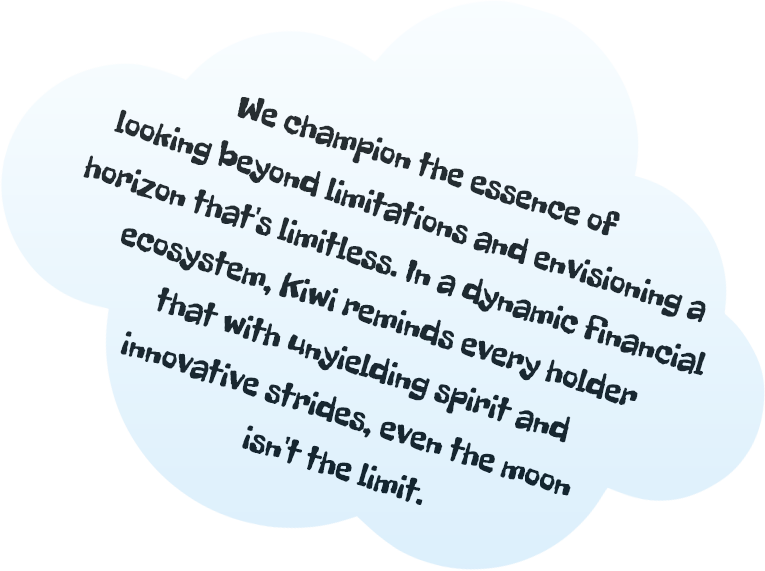 We champion the essence of
looking beyond limitations and envisioning a
horizon that's limitless. In a dynamic financial
ecosystem, Kiwi reminds every holder
that with unyielding spirit and
innovative strides, even the moon
isn't the limit.